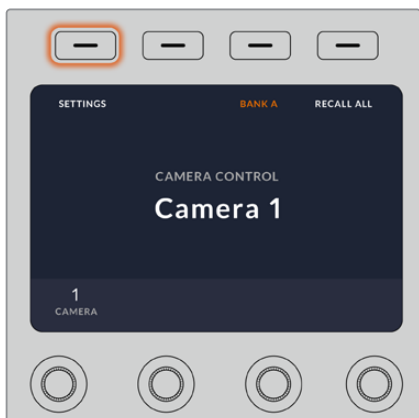 SETTINGS BANK A RECALL ALL
CAMERA CONTROL
Camera 1
1
CAMERA